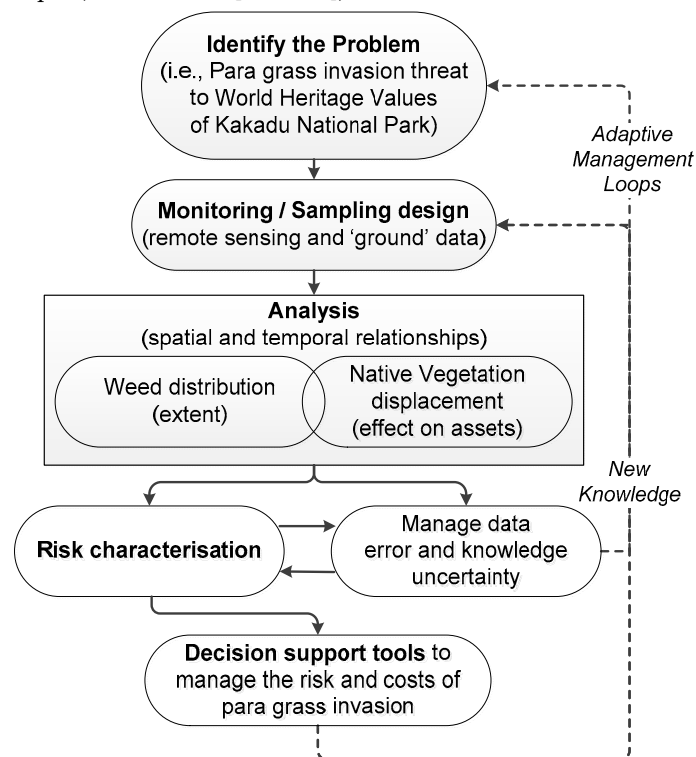 Identify the Problem
(i.e., Para grass invasion threat
to World Heritage Values
of Kakadu National Park)
Adaptive
Management
Loops
Monitoring / Sampling design
(remote sensing and ‘ground’ data)
Analysis
(spatial and temporal relationships)
Weed distribution
(extent)
Native Vegetation
displacement
(effect on assets)
New
Knowledge
Risk characterisation
Manage data
error and knowledge
uncertainty
Decision support tools to
manage the risk and costs of
para grass invasion